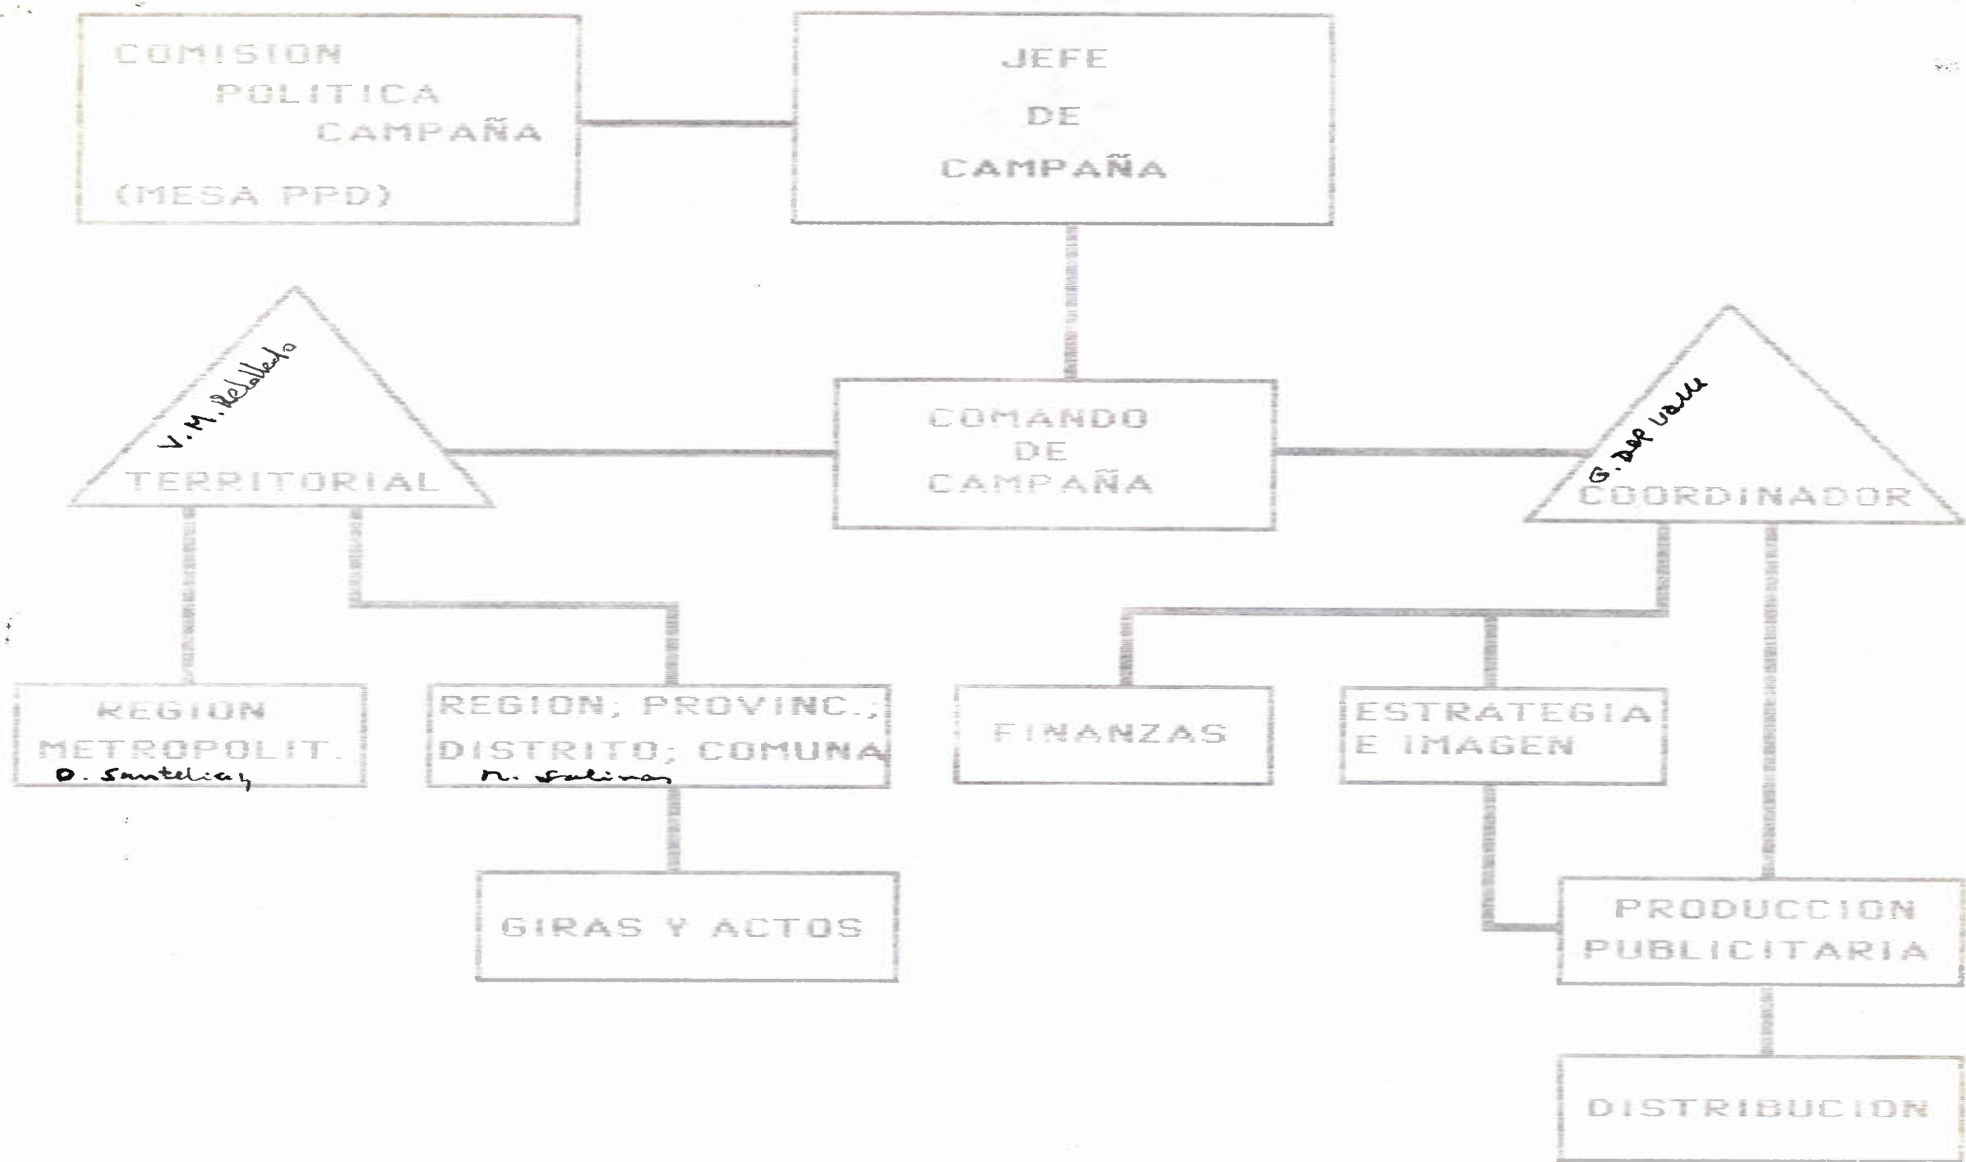 COMISION
POLITICA
CAMPAÑA
(MESA PPD)
JEFE
DE
CAMPAÑA
V.M. Rebolledo
TERRITORIAL
COMANDO
DE
CAMPAÑA
G. Del Valle
COORDINADOR
REGION
METROPOLIT.
D. Santelices
REGION; PROVINC.;
DISTRITO; COMUNA
Salinas
FINANZAS
ESTRATEGIA
E IMAGEN
GIRAS Y ACTOS
PRODUCCION
PUBLICITARIA
DISTRIBUCION